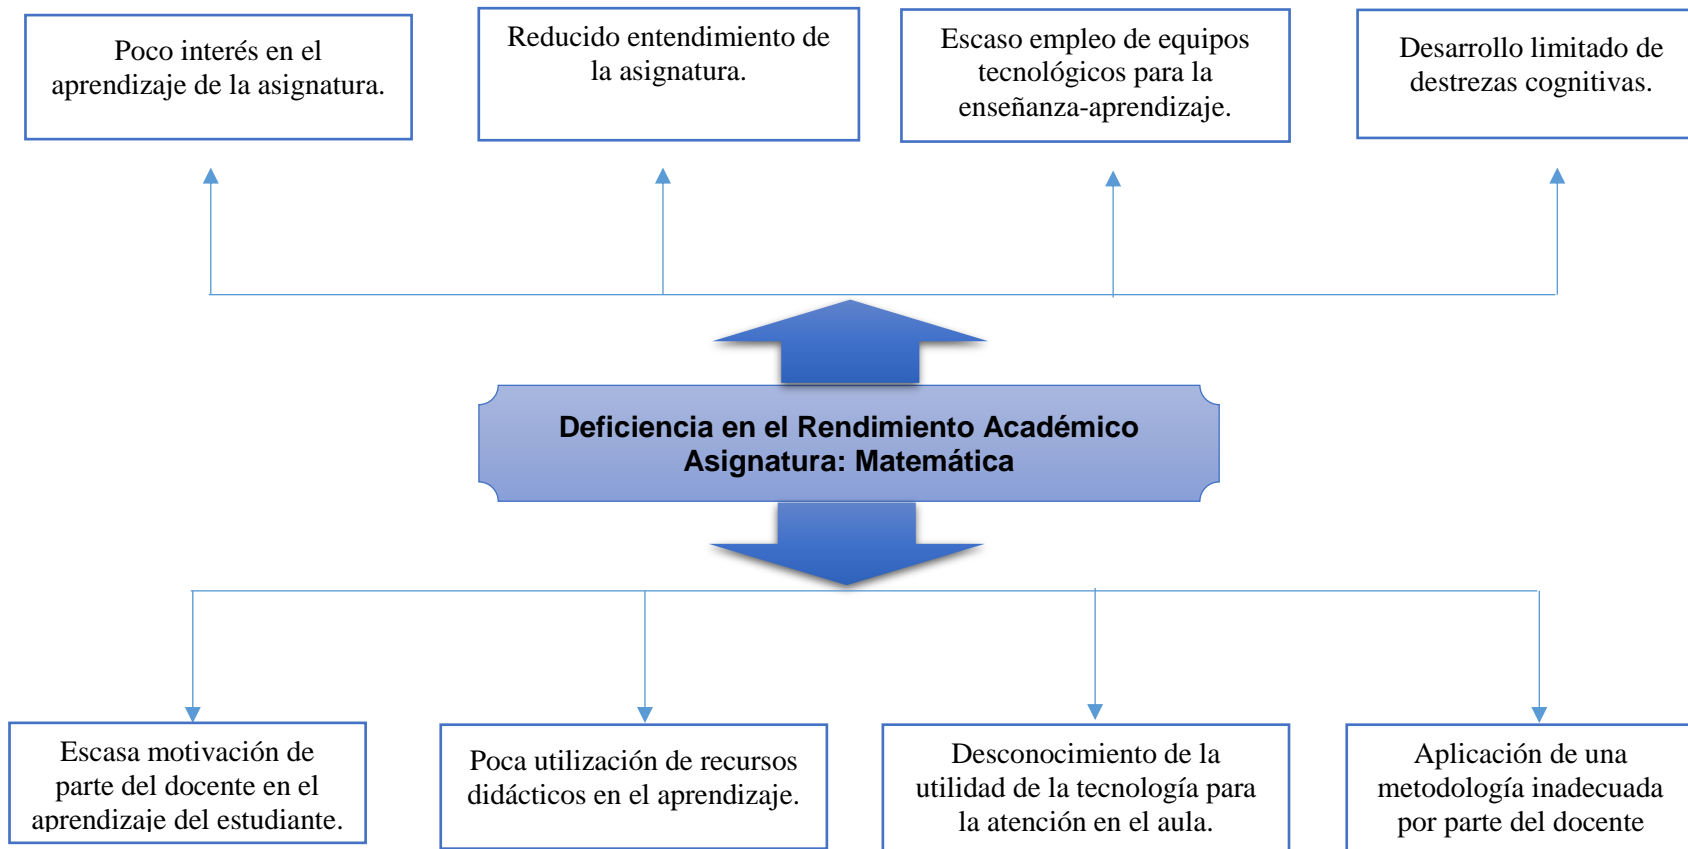 Poco interés en el
aprendizaje de la asignatura.
Reducido entendimiento de
la asignatura.
Escaso empleo de equipos
tecnológicos para la
enseñanza-aprendizaje.
Desarrollo limitado de
destrezas cognitivas.
Deficiencia en el Rendimiento Académico
Asignatura: Matemática
Escasa motivación de
parte del docente en el
aprendizaje del estudiante.
Poca utilización de recursos
didácticos en el aprendizaje.
Desconocimiento de la
utilidad de la tecnología para
la atención en el aula.
Aplicación de una
metodología inadecuada
por parte del docente